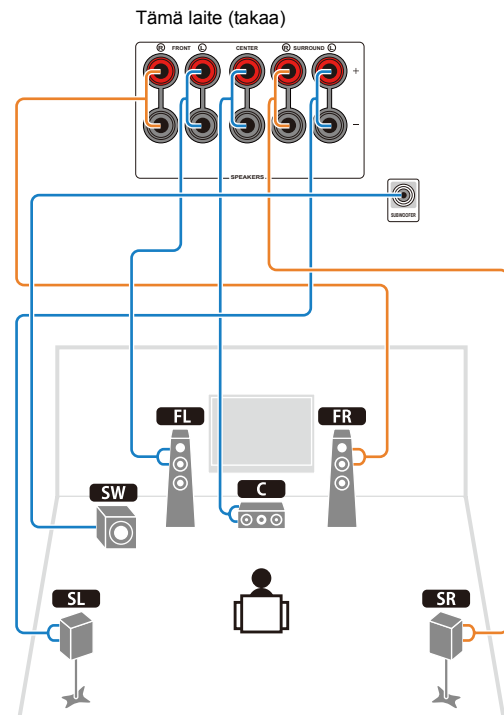 Tämä laite (takaa)
R FRONT L CENTER R SURROUND L
+
–
SPEAKERS
SUBWOOFER
FL FR
SW C
SL SR